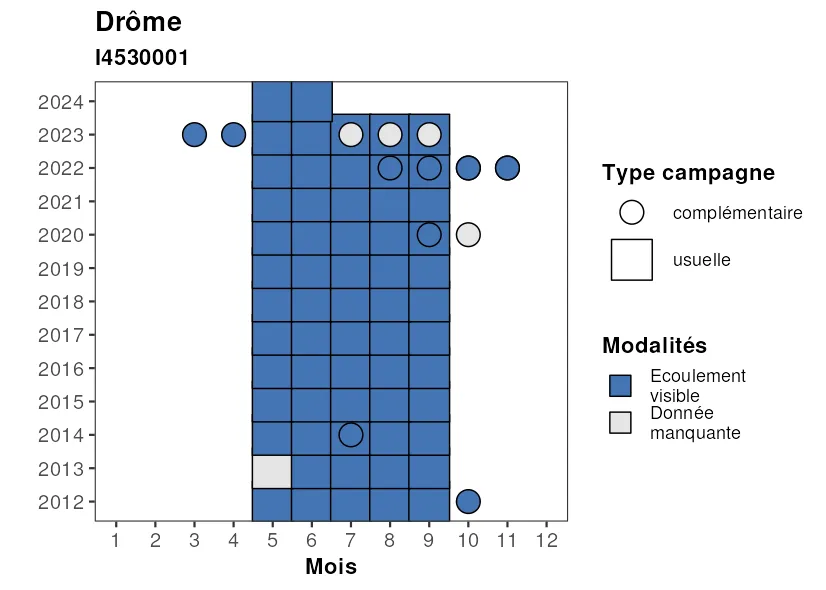 Drôme
I4530001
2024
2023
2022
2021
2020
2019
2018
2017
2016
2015
2014
2013
2012
1 2 3 4 5 6 7 8 9 10 11 12
Mois
Type campagne
complémentaire
usuelle
Modalités
Ecoulement
visible
Donnée
manquante